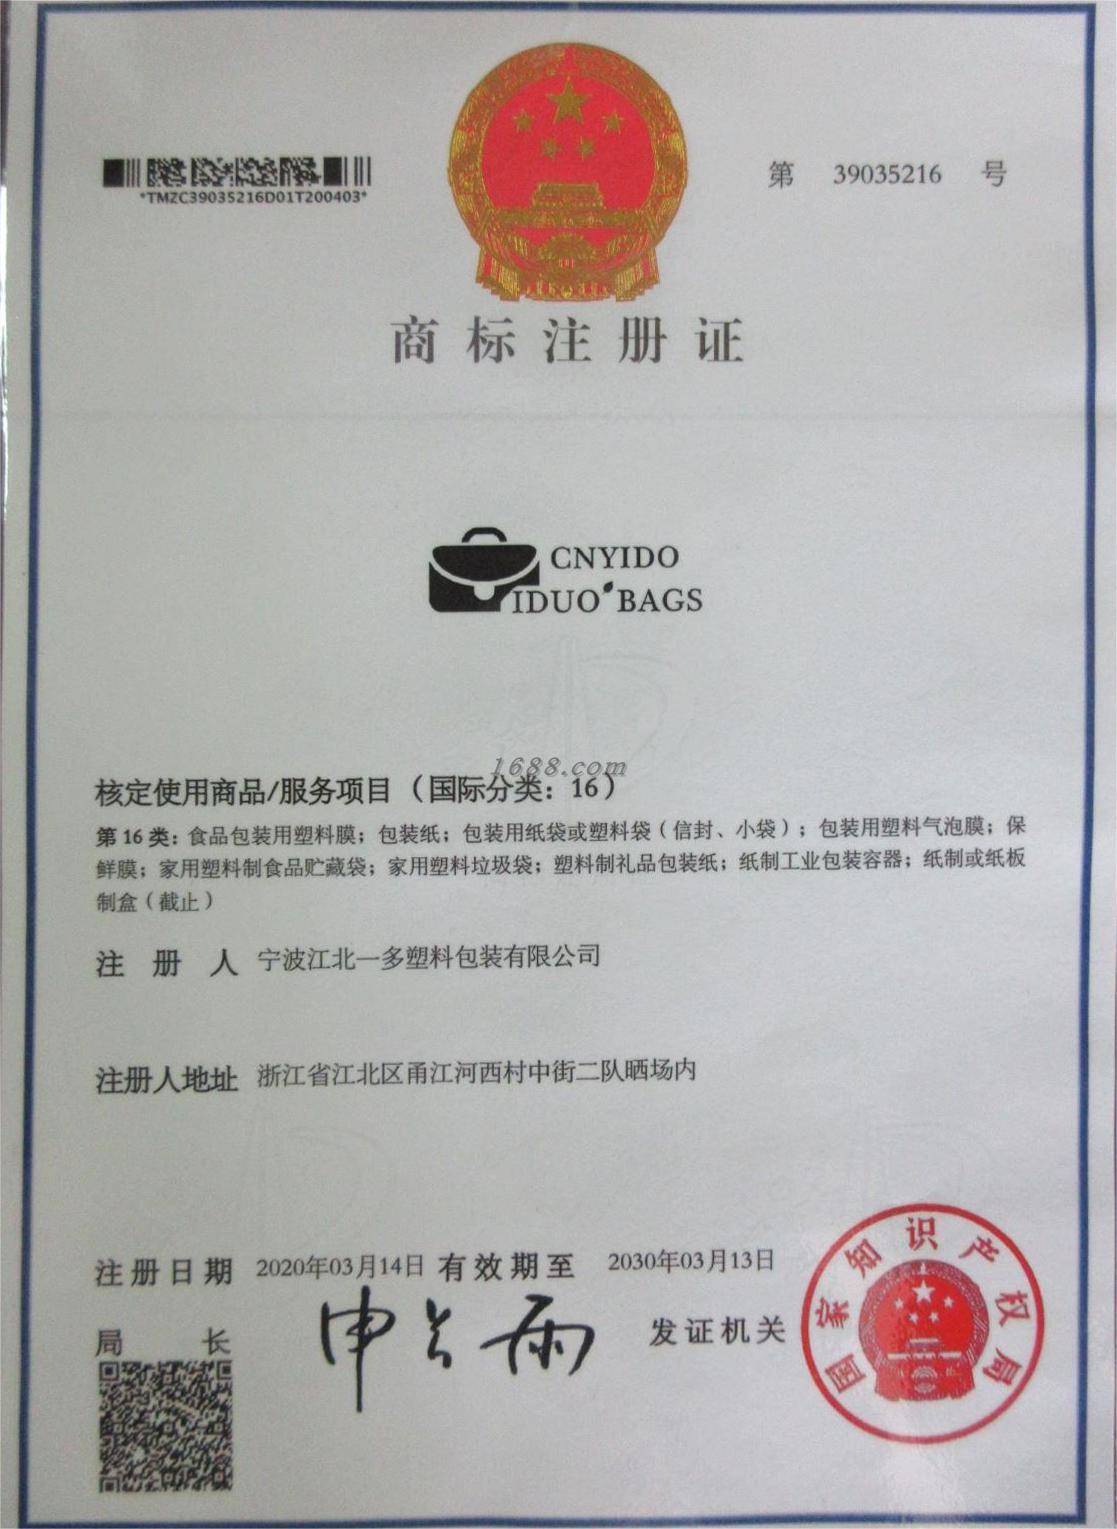 第 39035216 号
*TMZC39035216D01T200403*
商标注册证
CNYIDO
IDUO'BAGS
1688.com
核定使用商品/服务项目（国际分类：16）
第16类：食品包装用塑料膜；包装纸；包装用纸袋或塑料袋（信封、小袋）；包装用塑料气泡膜；保
鲜膜；家用塑料制食品贮藏袋；家用塑料垃圾袋；塑料制礼品包装纸；纸制工业包装容器；纸制或纸板
制盒（截止）
注册人 宁波江北一多塑料包装有限公司
注册人地址 浙江省江北区甬江河西村中街二队晒场内
注册日期 2020年03月14日 有效期至 2030年03月13日
局长 申长雨 发证机关
国家知识产权局